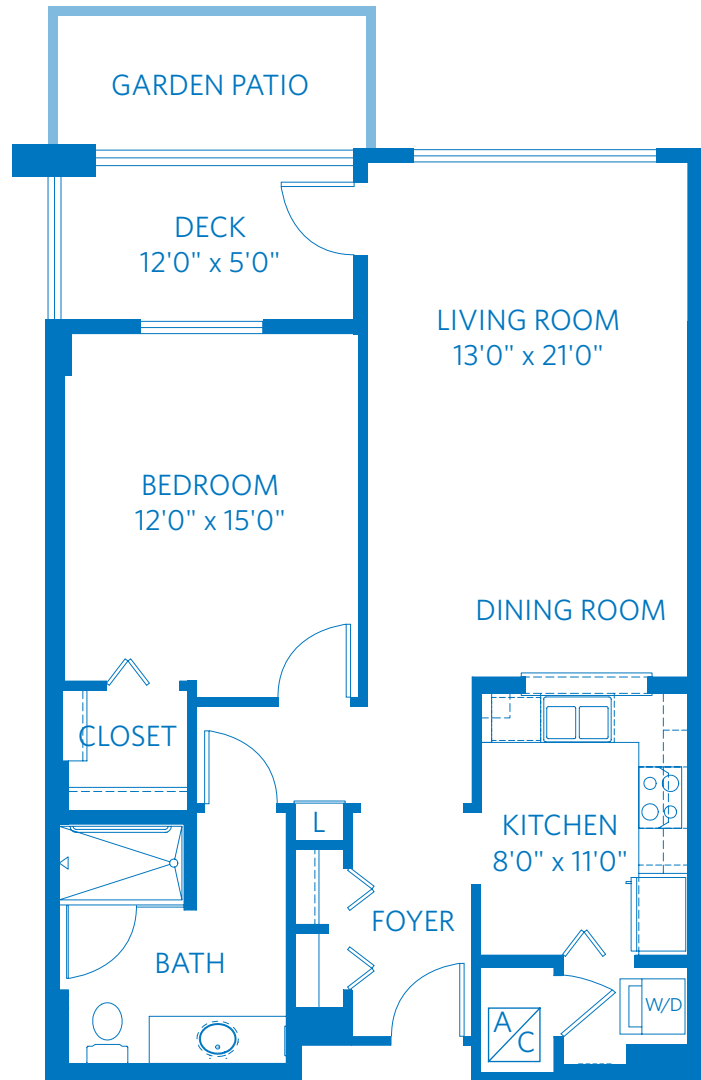 GARDEN PATIO
DECK
12'0" x 5'0"
LIVING ROOM
13'0" x 21'0"
BEDROOM
12'0" x 15'0"
DINING ROOM
CLOSET
L
KITCHEN
8'0" x 11'0"
FOYER
BATH
W/D
A/C